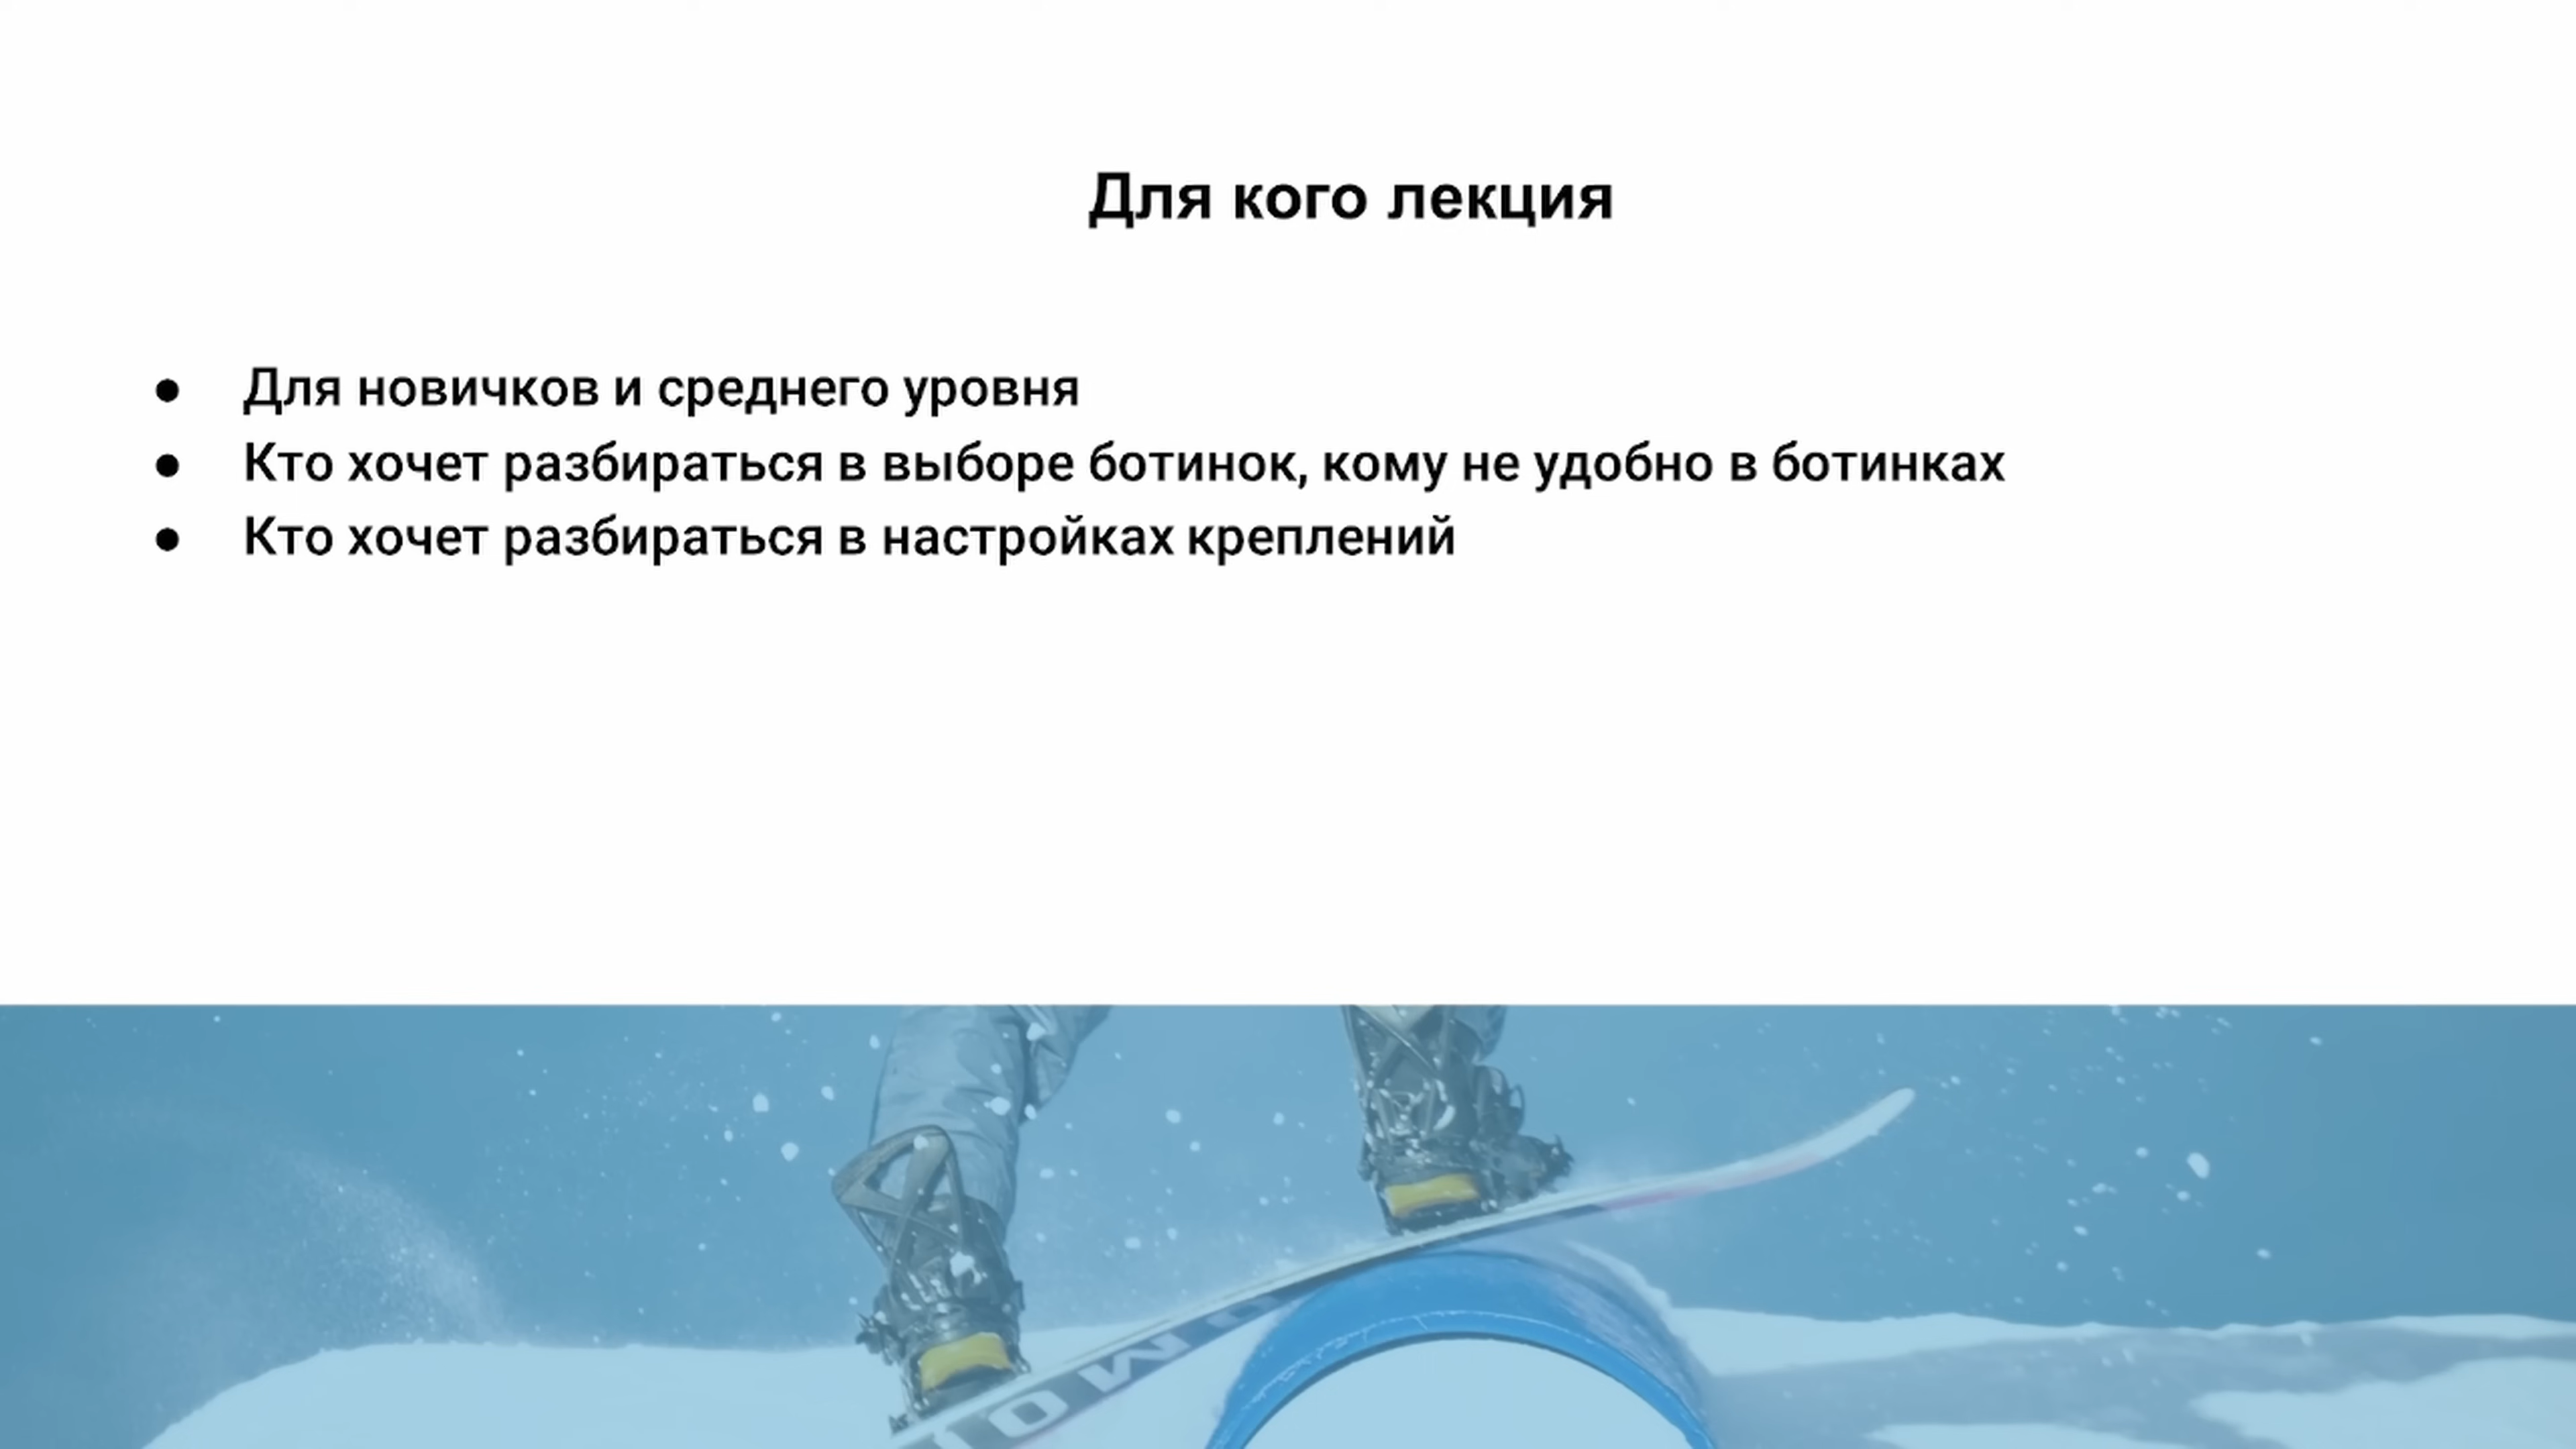 Для кого лекция
● Для новичков и среднего уровня
● Кто хочет разбираться в выборе ботинок, кому не удобно в ботинках
● Кто хочет разбираться в настройках креплений